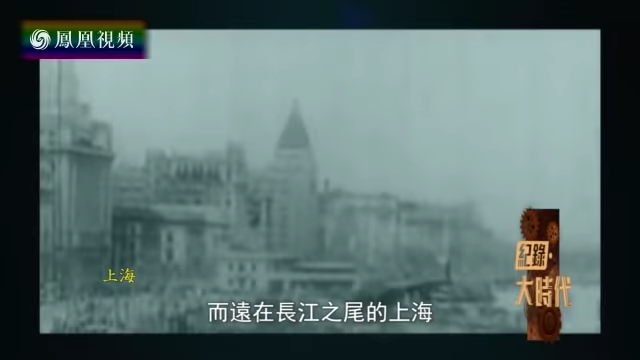 鳳凰視頻
上海
紀錄·
大時代
而遠在長江之尾的上海